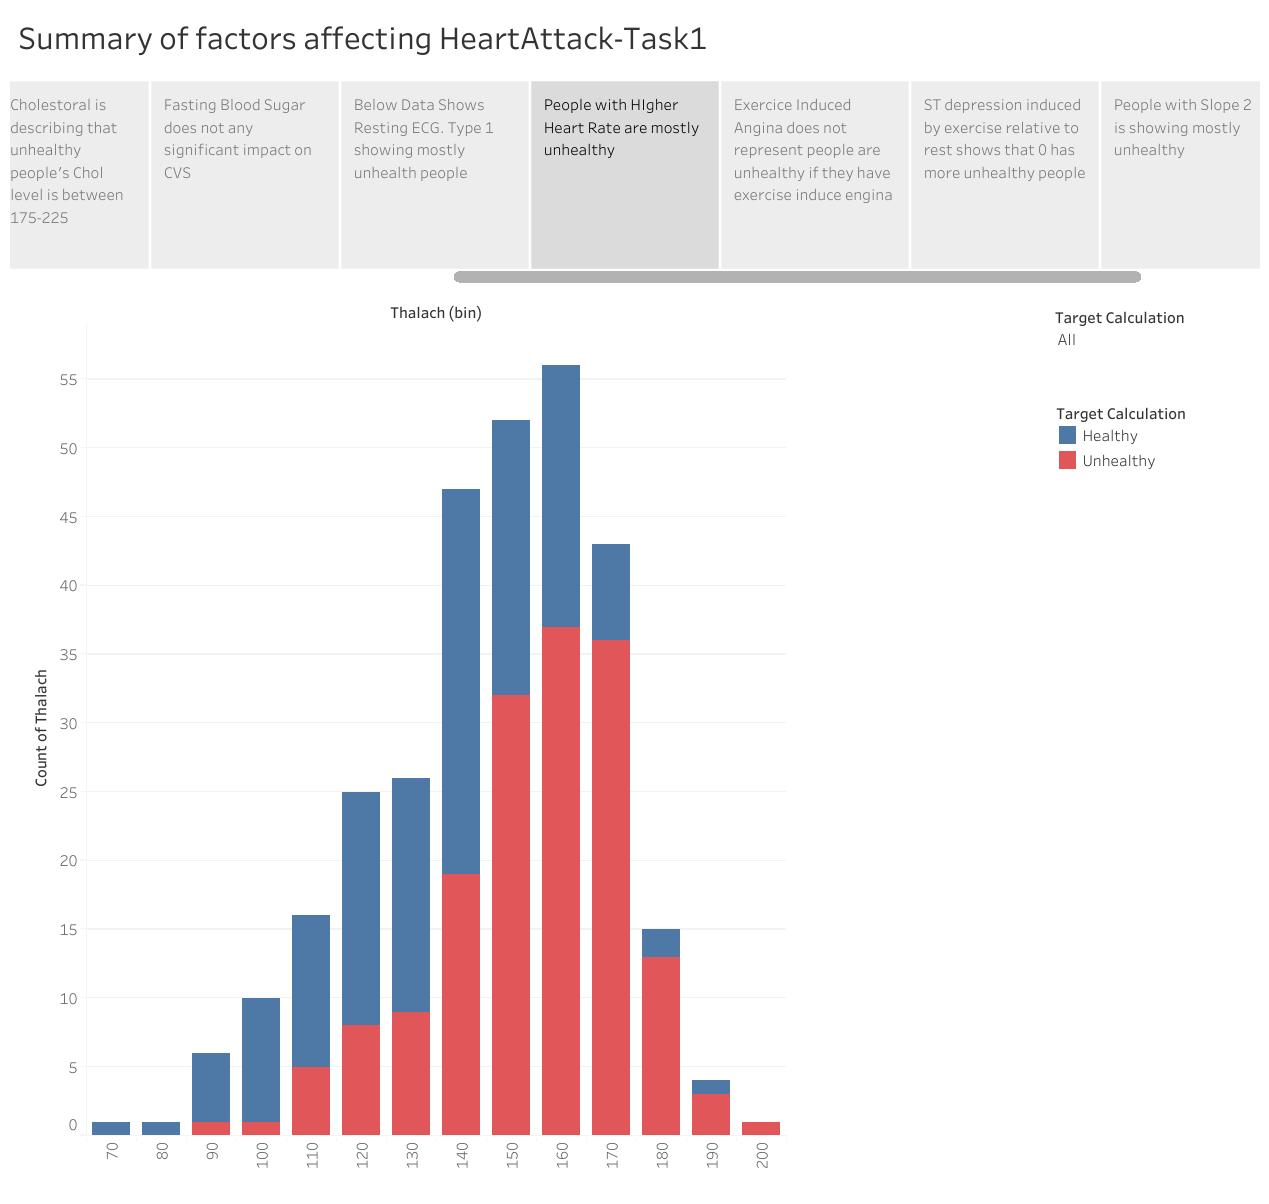 Summary of factors affecting HeartAttack-Task1
Cholestoral is
describing that
unhealthy
people's Chol
level is between
175-225
Fasting Blood Sugar
does not any
significant impact on
CVS
Below Data Shows
Resting ECG. Type 1
showing mostly
unhealth people
People with HIgher
Heart Rate are mostly
unhealthy
Exercice Induced
Angina does not
represent people are
unhealthy if they have
exercise induce engina
ST depression induced
by exercise relative to
rest shows that 0 has
more unhealthy people
People with Slope 2
is showing mostly
unhealthy
Thalach (bin)
Count of Thalach
55
50
45
40
35
30
25
20
15
10
5
0
70
80
90
100
110
120
130
140
150
160
170
180
190
200
Target Calculation
All
Target Calculation
Healthy
Unhealthy